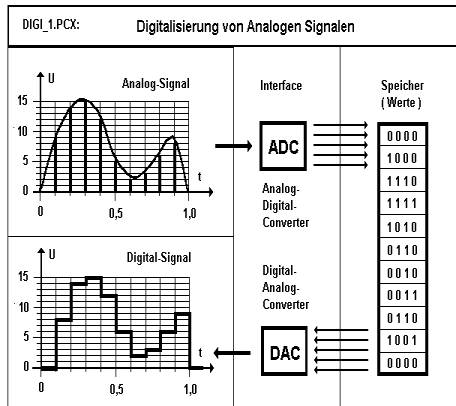 DIGI_1.PCX:
Digitalisierung von Analogen Signalen
U
Analog-Signal
15
10
5
0
t
0
0,5
1,0
Interface
ADC
Analog-
Digital-
Converter
Speicher
( Werte )
0000
1000
1110
1111
1010
0110
0010
0011
0110
1001
0000
U
Digital-Signal
15
10
5
0
t
0
0,5
1,0
Digital-
Analog-
Converter
DAC